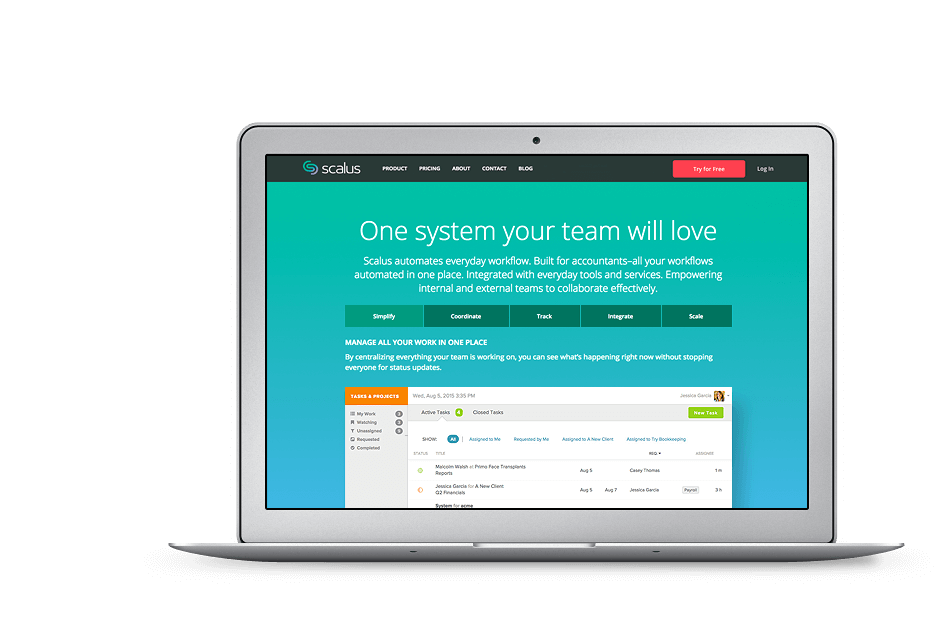 scalus PRODUCT PRICING ABOUT CONTACT BLOG Try for Free Log In
One system your team will love
Scalus automates everyday workflow. Built for accountants–all your workflows
automated in one place. Integrated with everyday tools and services. Empowering
internal and external teams to collaborate effectively.
Simplify Coordinate Track Integrate Scale
MANAGE ALL YOUR WORK IN ONE PLACE
By centralizing everything your team is working on, you can see what's happening right now without stopping
everyone for status updates.
TASKS & PROJECTS Wed, Aug 5, 2015 3:35 PM Jessica Garcia
My Work 3
Watching 3
Unassigned
Requested
Completed
Active Tasks 4 Closed Tasks New Task
SHOW: All Assigned to Me Requested by Me Assigned to A New Client Assigned to Try Bookkeeping
STATUS TITLE REQ. ASSIGNEE
Malcolm Walsh at Primo Face Transplants
Reports
Aug 5 Casey Thomas 1 m
Jessica Garcia for A New Client
Q2 Financials
Aug 5 Aug 7 Jessica Garcia Payroll 3 h
System for acme